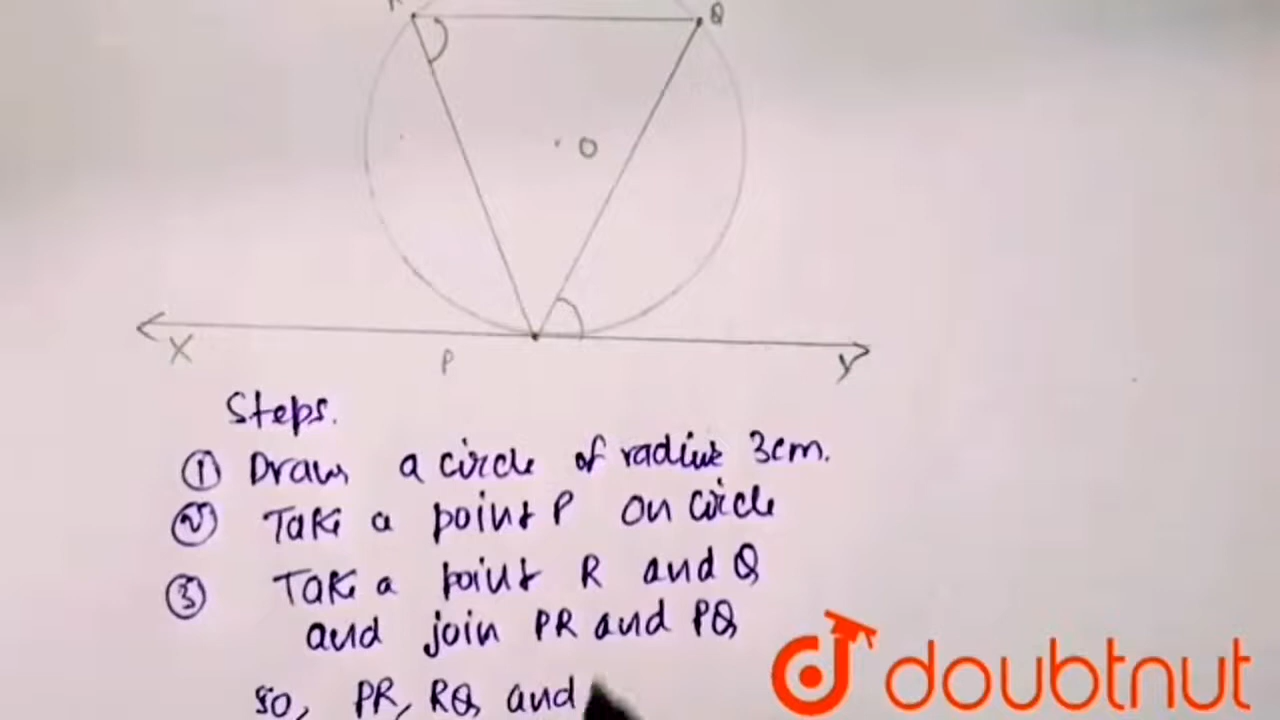 R Q
O
X P Y
Steps.
① Draw a circle of radius 3cm.
② Take a point P on circle
③ Take a point R and Q
and join PR and PQ
so, PR, RQ and
doubtnut